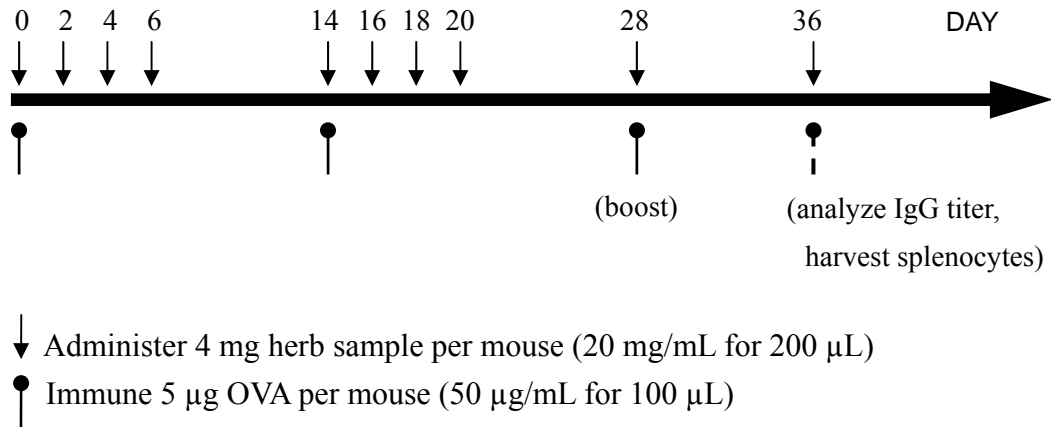 0 2 4 6 14 16 18 20 28 36 DAY
(boost) (analyze IgG titer,
harvest splenocytes)
Administer 4 mg herb sample per mouse (20 mg/mL for 200 µL)
Immune 5 µg OVA per mouse (50 µg/mL for 100 µL)